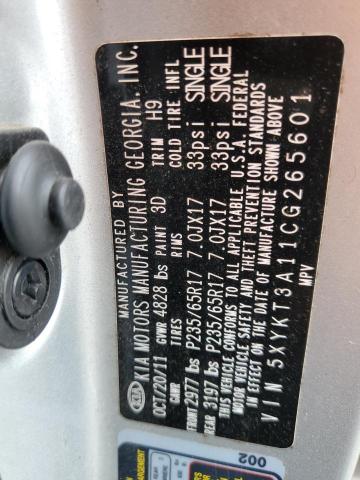 MANUFACTURED BY
KIA KIA MOTORS MANUFACTURING GEORGIA, INC.
OCT/20/11 GVWR 4828 lbs PAINT 3D TRIM H9
GAWR TIRES RIMS COLD TIRE INFL
FRONT 2977 lbs P235/65R17 7.0JX17 33psi SINGLE
REAR 3197 lbs P235/65R17 7.0JX17 33psi SINGLE
THIS VEHICLE CONFORMS TO ALL APPLICABLE U.S.A. FEDERAL
MOTOR VEHICLE SAFETY AND THEFT PREVENTION STANDARDS
IN EFFECT ON THE DATE OF MANUFACTURE SHOWN ABOVE
VIN 5XYKT3A11CG265601
MPV
002